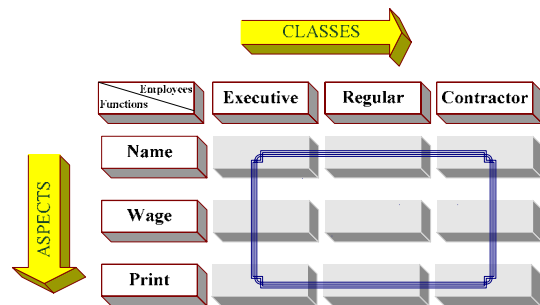 CLASSES
Employees
Functions
Executive
Regular
Contractor
Name
ASPECTS
Wage
Print